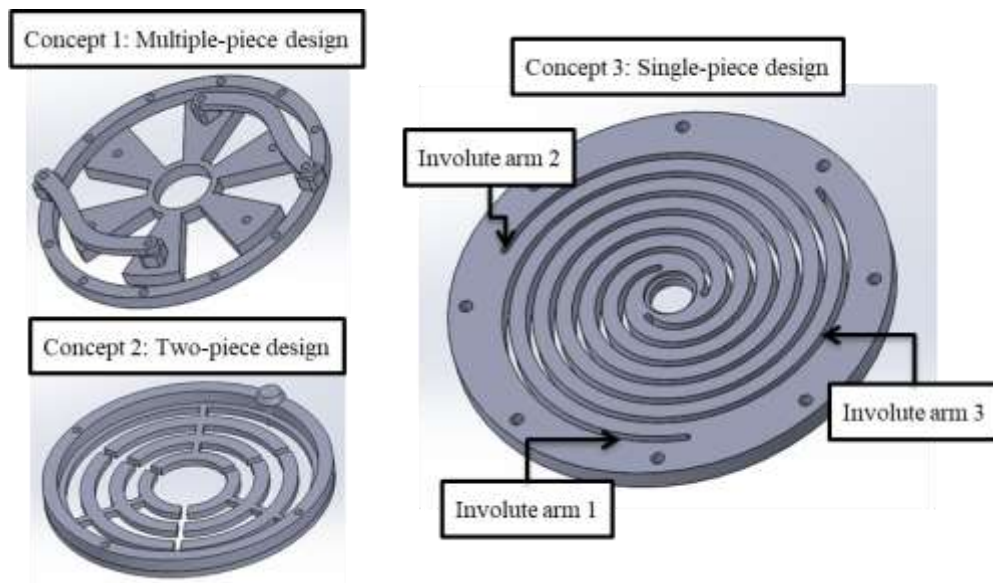 Concept 1: Multiple-piece design
Concept 3: Single-piece design
Involute arm 2
Concept 2: Two-piece design
Involute arm 3
Involute arm 1